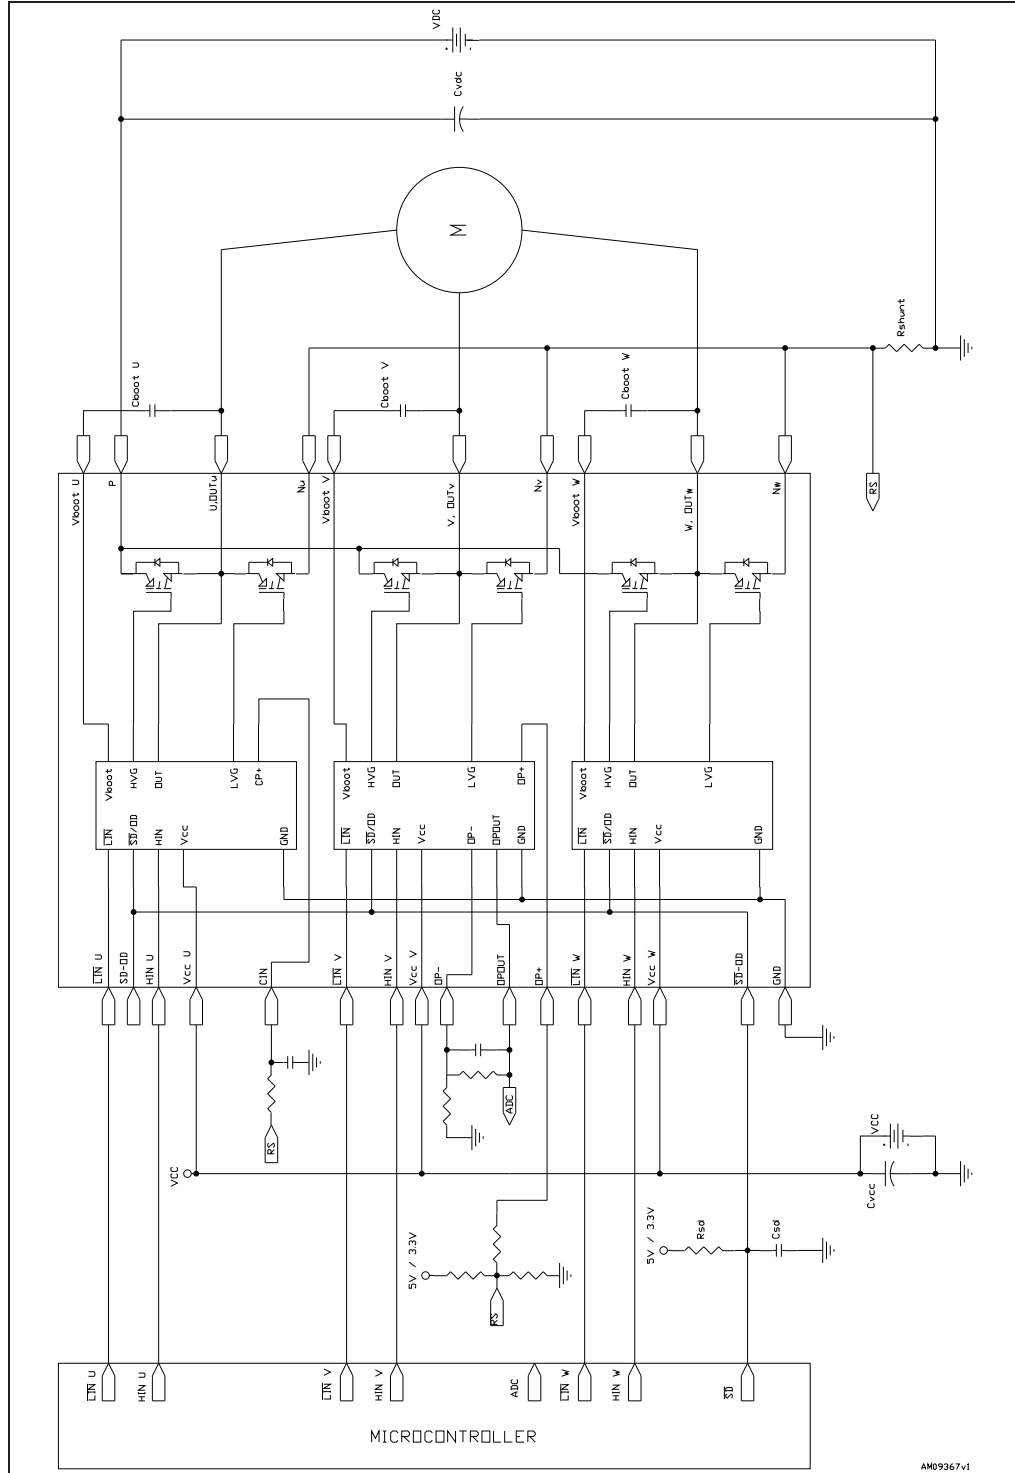 VDC
Cvdc
M
Rshunt
Cboot U
Cboot V
Cboot W
RS
Vboot U
P
U,OUTu
Nu
Vboot V
V, OUTv
Nv
Vboot W
W, OUTw
Nw
Vboot
HVG
OUT
LVG
CP+
Vboot
HVG
OUT
LVG
OP+
Vboot
HVG
OUT
LVG
LIN
SD/OD
HIN
Vcc
GND
LIN
SD/OD
HIN
Vcc
OP-
OPOUT
GND
LIN
SD/OD
HIN
Vcc
GND
LIN U
SD-OD
HIN U
Vcc U
CIN
LIN V
HIN V
Vcc V
OP-
OPOUT
OP+
LIN W
HIN W
Vcc W
SD-OD
GND
RS
ADC
VCC
VCC
Cvcc
5V / 3.3V
RS
5V / 3.3V
Rsd
Csd
LIN U
HIN U
LIN V
HIN V
ADC
LIN W
HIN W
SD
MICROCONTROLLER
AM09367v1